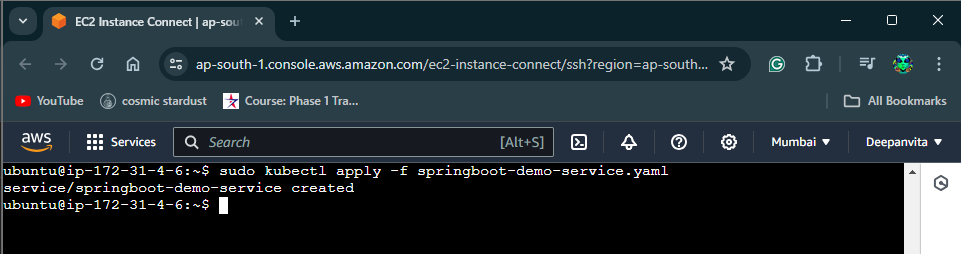 EC2 Instance Connect | ap-sou
ap-south-1.console.aws.amazon.com/ec2-instance-connect/ssh?region=ap-south...
YouTube cosmic stardust Course: Phase 1 Tra... All Bookmarks
aws Services Search [Alt+S] Mumbai Deepanvita
ubuntu@ip-172-31-4-6:~$ sudo kubectl apply -f springboot-demo-service.yaml
service/springboot-demo-service created
ubuntu@ip-172-31-4-6:~$